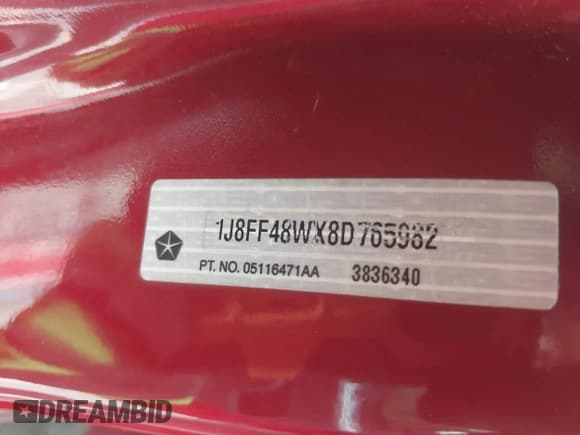 1J8FF48WX8D765982
PT. NO. 05116471AA 3836340
DREAMBID